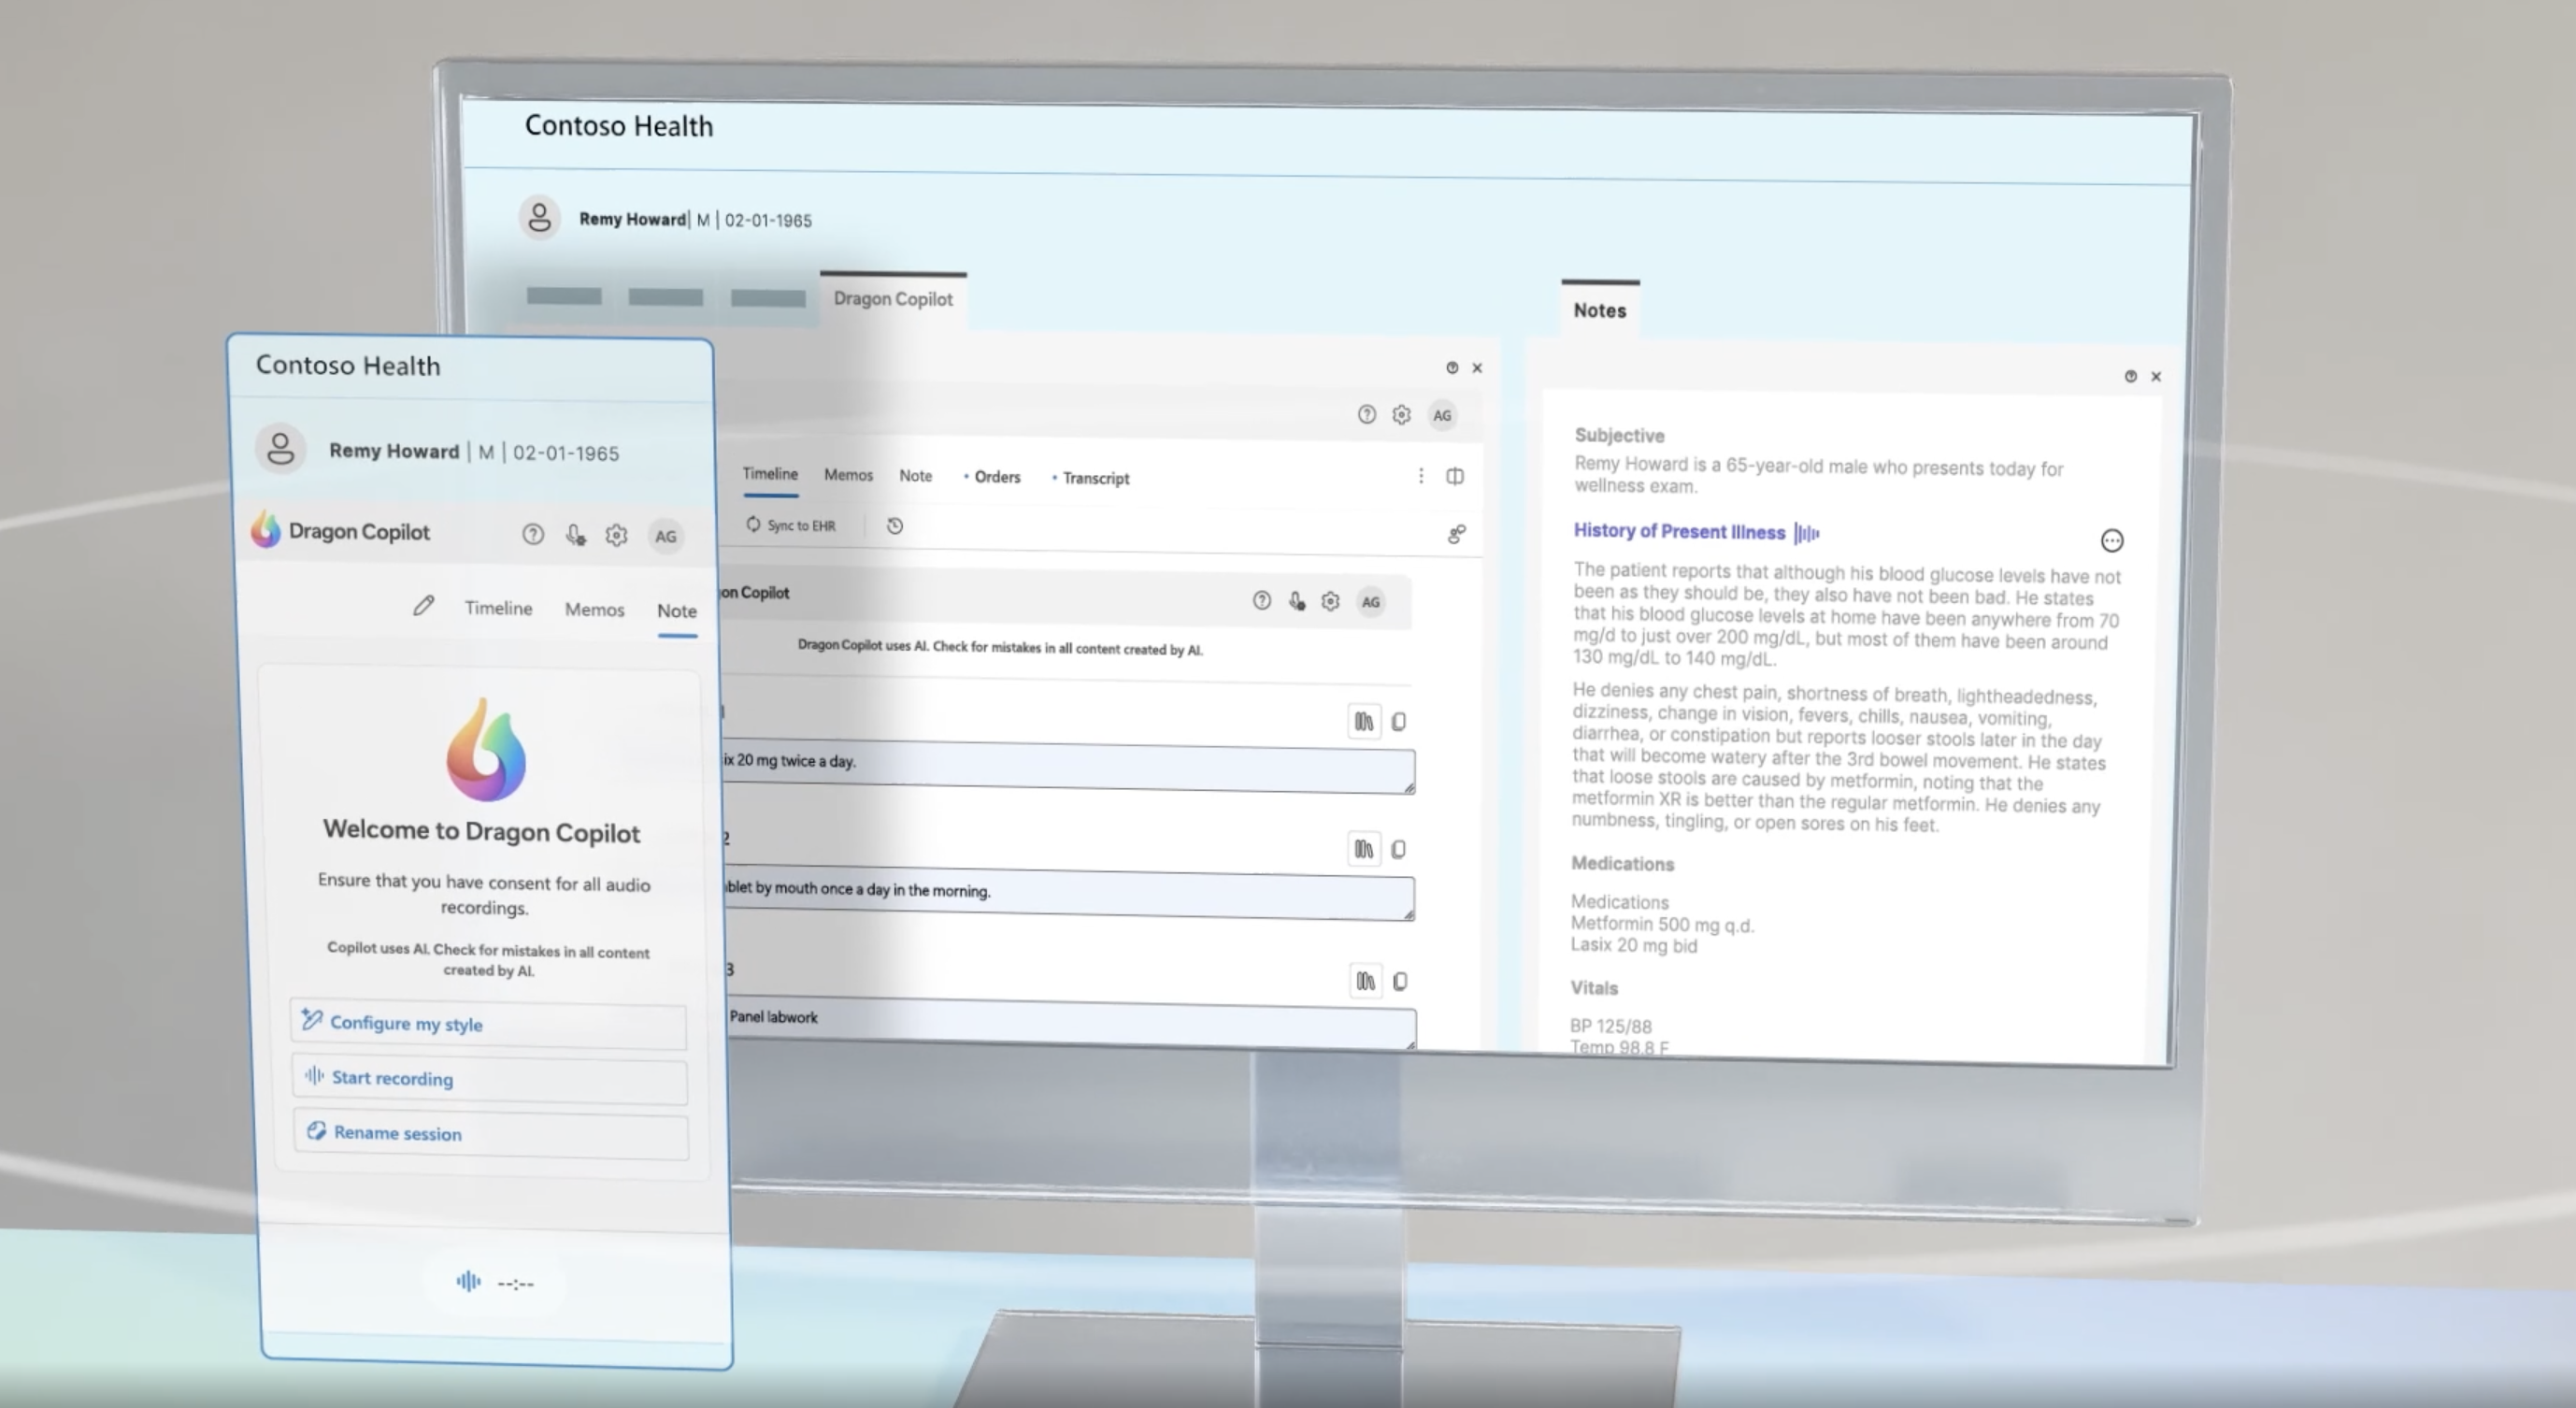 Contoso Health
Remy Howard| M | 02-01-1965
Dragon Copilot
AG
Timeline Memos Note • Orders • Transcript
Sync to EHR
Copilot
AG
Dragon Copilot uses AI. Check for mistakes in all content created by AI.
20 mg twice a day.
2
by mouth once a day in the morning.
3
Panel labwork
Notes
Subjective
Remy Howard is a 65-year-old male who presents today for
wellness exam.
History of Present Illness
The patient reports that although his blood glucose levels have not
been as they should be, they also have not been bad. He states
that his blood glucose levels at home have been anywhere from 70
mg/d to just over 200 mg/dL, but most of them have been around
130 mg/dL to 140 mg/dL.
He denies any chest pain, shortness of breath, lightheadedness,
dizziness, change in vision, fevers, chills, nausea, vomiting,
diarrhea, or constipation but reports looser stools later in the day
that will become watery after the 3rd bowel movement. He states
that loose stools are caused by metformin, noting that the
metformin XR is better than the regular metformin. He denies any
numbness, tingling, or open sores on his feet.
Medications
Medications
Metformin 500 mg q.d.
Lasix 20 mg bid
Vitals
BP 125/88
Temp 98.8 F
Contoso Health
Remy Howard | M | 02-01-1965
Dragon Copilot
AG
Timeline Memos Note
Welcome to Dragon Copilot
Ensure that you have consent for all audio
recordings.
Copilot uses AI. Check for mistakes in all content
created by AI.
Configure my style
Start recording
Rename session
--:--